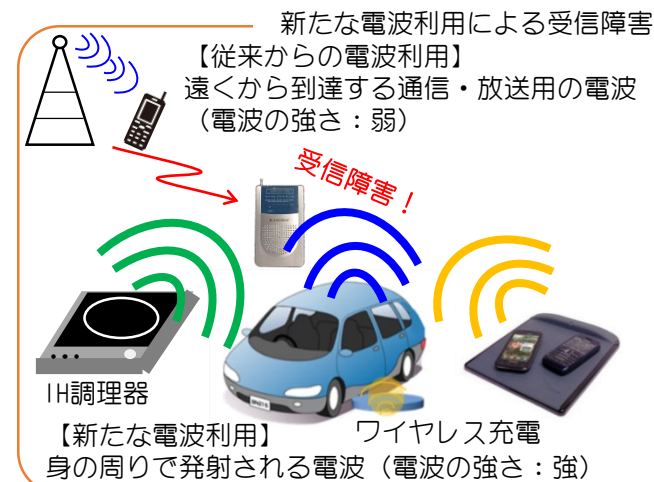 新たな電波利用による受信障害
【従来からの電波利用】
遠くから到達する通信・放送用の電波
（電波の強さ：弱）
受信障害！
IH調理器
ワイヤレス充電
【新たな電波利用】
身の周りで発射される電波（電波の強さ：強）